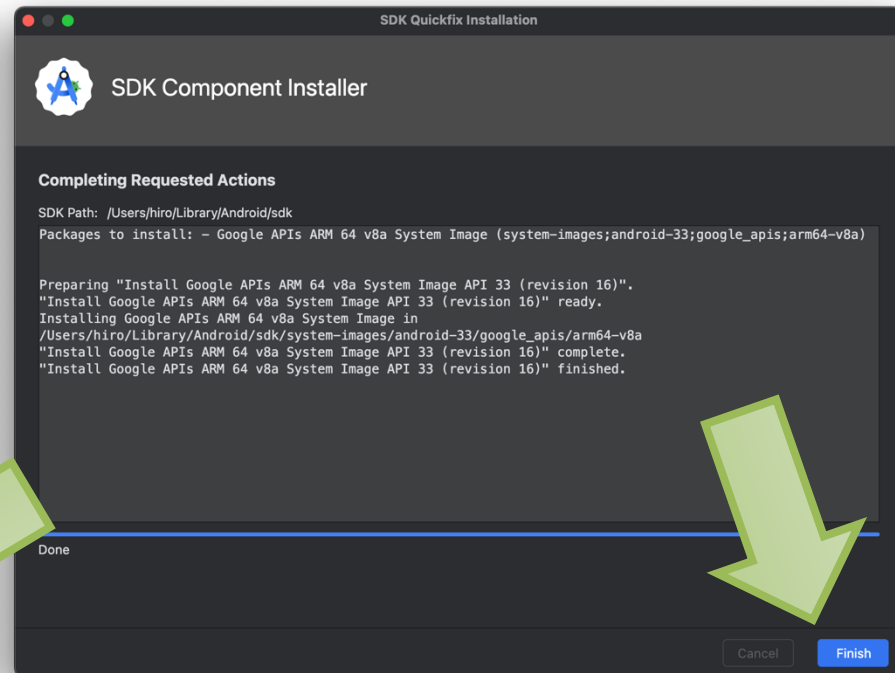 SDK Quickfix Installation
SDK Component Installer
Completing Requested Actions
SDK Path: /Users/hiro/Library/Android/sdk
Packages to install: - Google APIs ARM 64 v8a System Image (system-images;android-33;google_apis;arm64-v8a)
Preparing "Install Google APIs ARM 64 v8a System Image API 33 (revision 16)".
"Install Google APIs ARM 64 v8a System Image API 33 (revision 16)" ready.
Installing Google APIs ARM 64 v8a System Image in
/Users/hiro/Library/Android/sdk/system-images/android-33/google_apis/arm64-v8a
"Install Google APIs ARM 64 v8a System Image API 33 (revision 16)" complete.
"Install Google APIs ARM 64 v8a System Image API 33 (revision 16)" finished.
Done
Cancel Finish